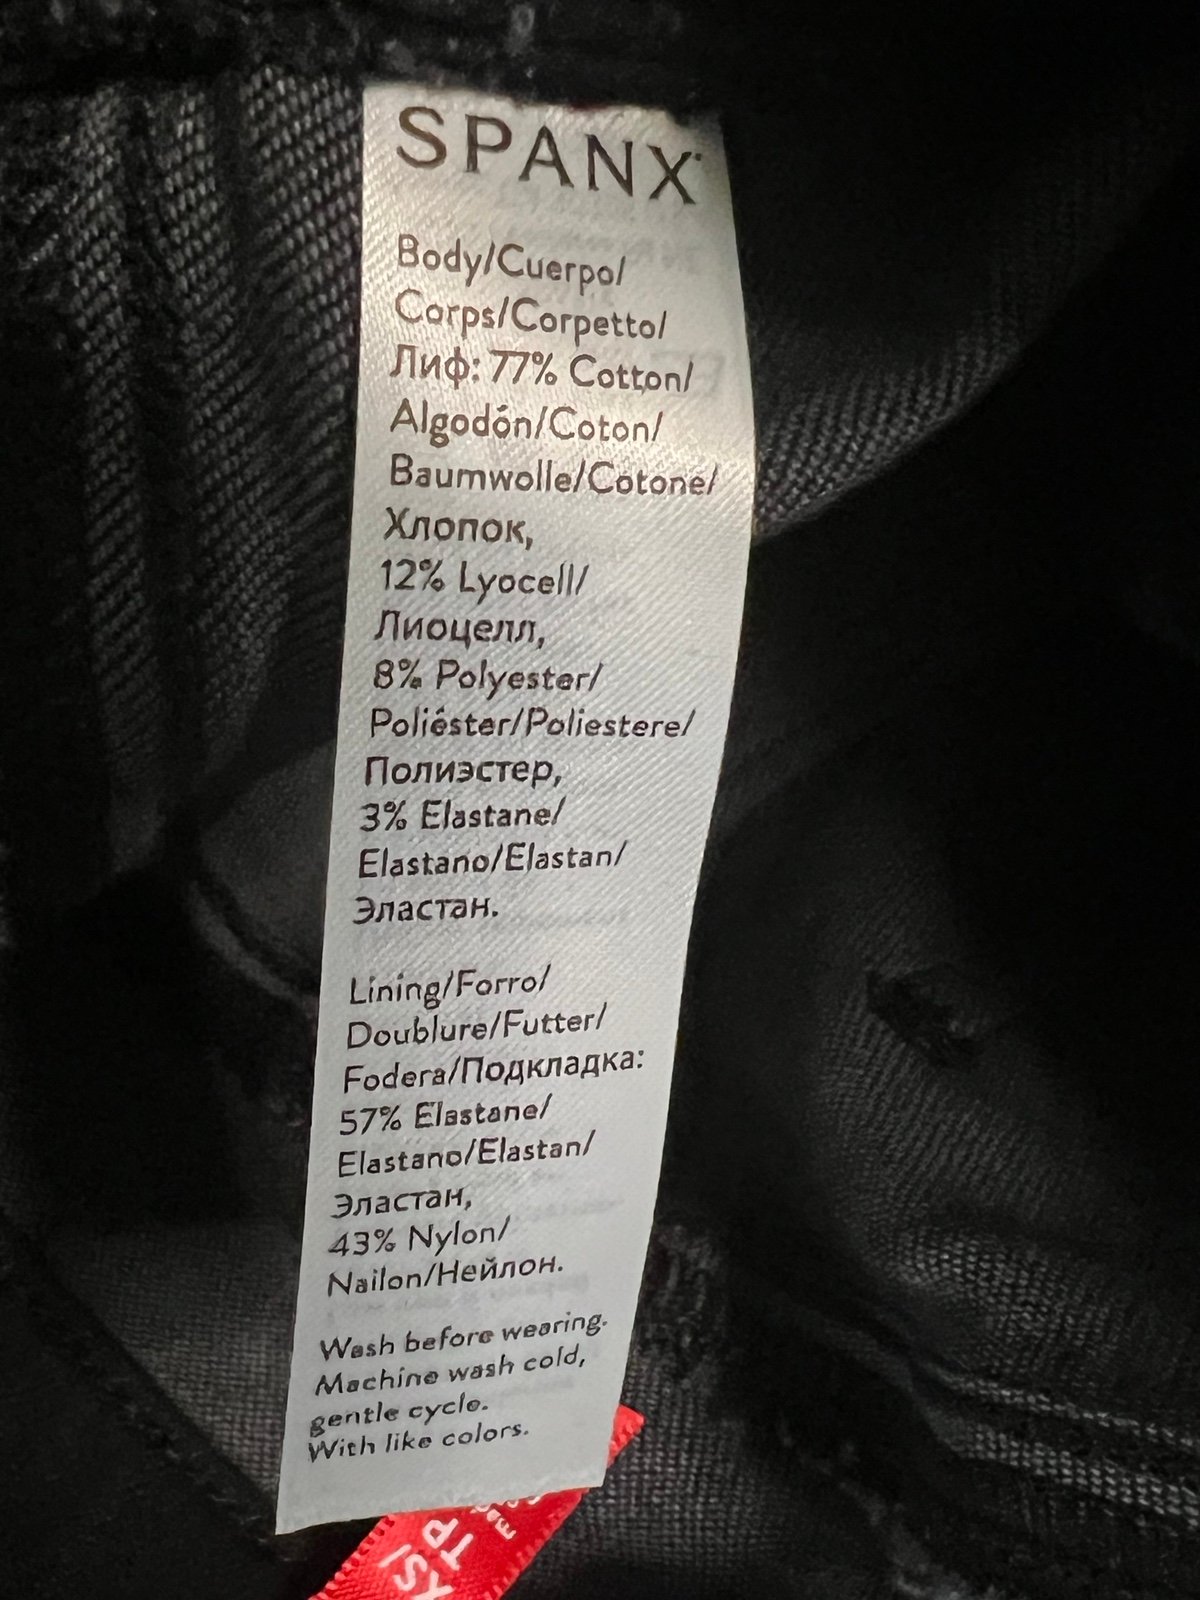 SPANX
Body/Cuerpo/
Corps/Corpetto/
Лиф: 77% Cotton/
Algodón/Coton/
Baumwolle/Cotone/
Хлопок,
12% Lyocell/
Лиоцелл,
8% Polyester/
Poliéster/Poliestere/
Полиэстер,
3% Elastane/
Elastano/Elastan/
Эластан.
Lining/Forro/
Doublure/Futter/
Fodera/Подкладка:
57% Elastane/
Elastano/Elastan/
Эластан,
43% Nylon/
Nailon/Нейлон.
Wash before wearing.
Machine wash cold,
gentle cycle.
With like colors.